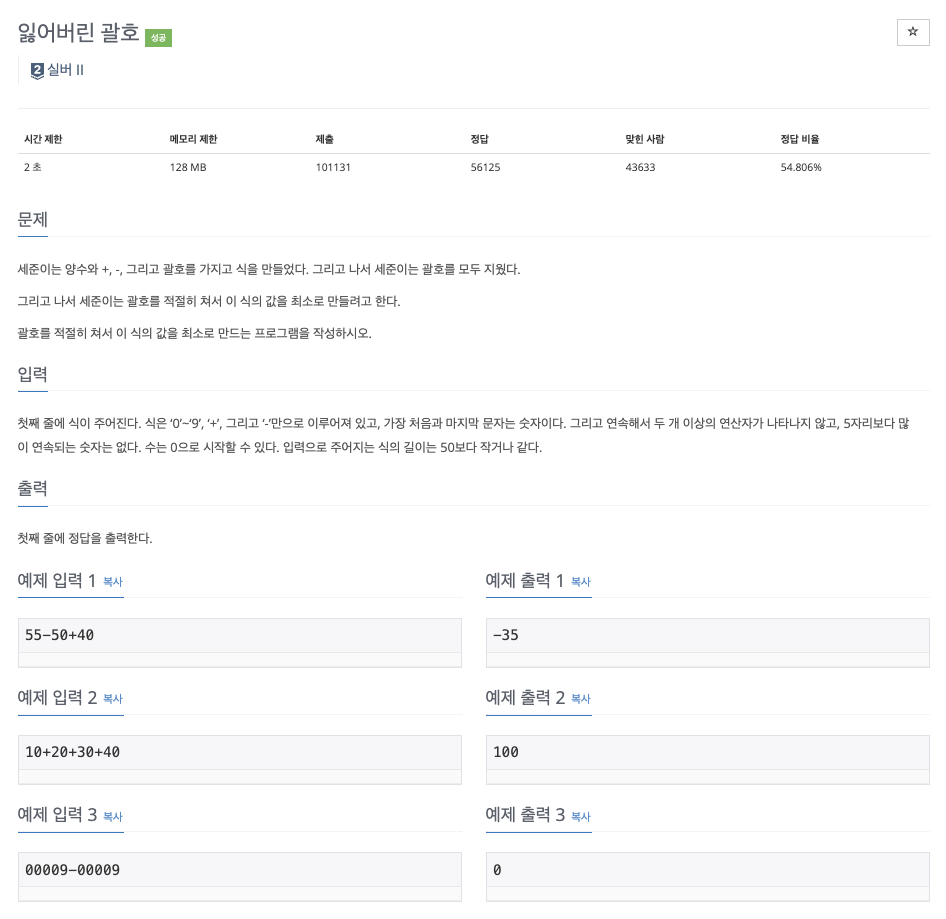 잃어버린 괄호 성공
☆
2 실버 II
시간 제한 메모리 제한 제출 정답 맞힌 사람 정답 비율
2 초 128 MB 101131 56125 43633 54.806%
문제
세준이는 양수와 +, -, 그리고 괄호를 가지고 식을 만들었다. 그리고 나서 세준이는 괄호를 모두 지웠다.
그리고 나서 세준이는 괄호를 적절히 쳐서 이 식의 값을 최소로 만들려고 한다.
괄호를 적절히 쳐서 이 식의 값을 최소로 만드는 프로그램을 작성하시오.
입력
첫째 줄에 식이 주어진다. 식은 ‘0’~‘9’, ‘+’, 그리고 ‘-’만으로 이루어져 있고, 가장 처음과 마지막 문자는 숫자이다. 그리고 연속해서 두 개 이상의 연산자가 나타나지 않고, 5자리보다 많
이 연속되는 숫자는 없다. 수는 0으로 시작할 수 있다. 입력으로 주어지는 식의 길이는 50보다 작거나 같다.
출력
첫째 줄에 정답을 출력한다.
예제 입력 1 복사
55-50+40
예제 출력 1 복사
-35
예제 입력 2 복사
10+20+30+40
예제 출력 2 복사
100
예제 입력 3 복사
00009-00009
예제 출력 3 복사
0